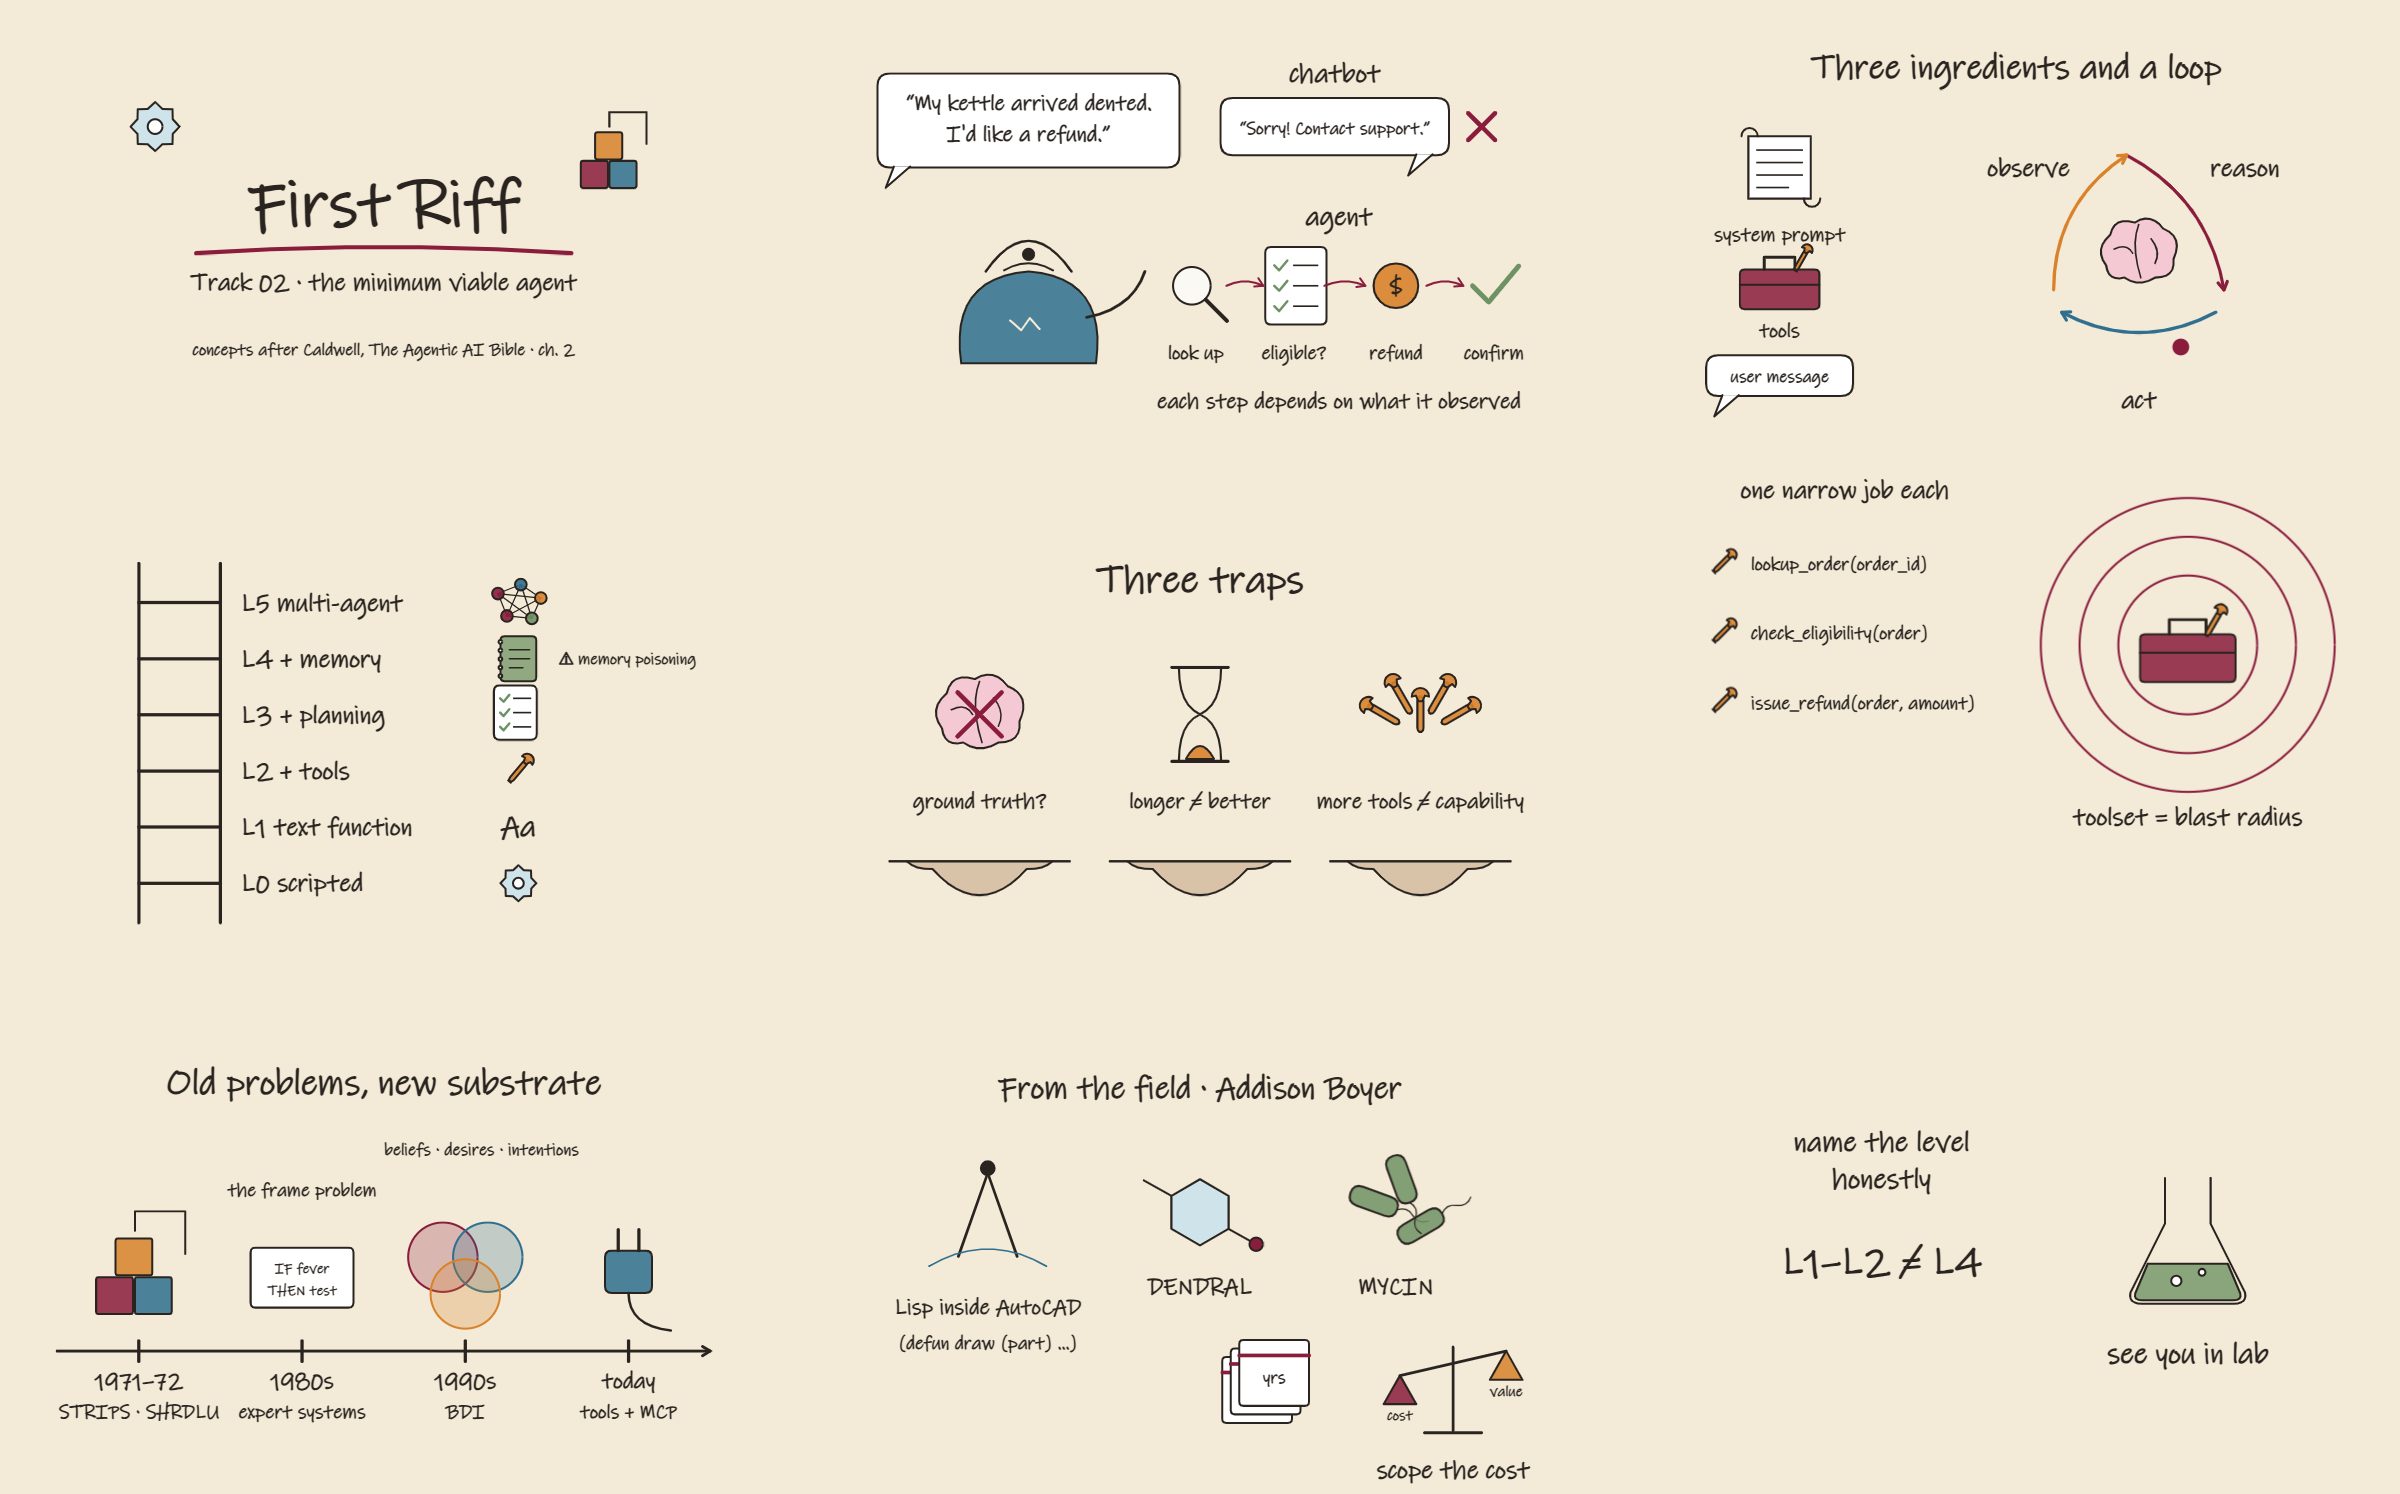 First Riff
Track 02 · the minimum viable agent
concepts after Caldwell, The Agentic AI Bible · ch. 2
“My kettle arrived dented.
I'd like a refund.”
chatbot
“Sorry! Contact support.”
agent
$
look up
eligible?
refund
confirm
each step depends on what it observed
Three ingredients and a loop
system prompt
tools
user message
observe
reason
act
L5 multi-agent
L4 + memory
⚠ memory poisoning
L3 + planning
L2 + tools
L1 text function
Aa
L0 scripted
Three traps
ground truth?
longer ≠ better
more tools ≠ capability
one narrow job each
lookup_order(order_id)
check_eligibility(order)
issue_refund(order, amount)
toolset = blast radius
Old problems, new substrate
beliefs · desires · intentions
the frame problem
IF fever
THEN test
1971–72
STRIPS · SHRDLU
1980s
expert systems
1990s
BDI
today
tools + MCP
From the field · Addison Boyer
Lisp inside AutoCAD
(defun draw (part) ...)
DENDRAL
MYCIN
yrs
cost
value
scope the cost
name the level
honestly
L1–L2 ≠ L4
see you in lab